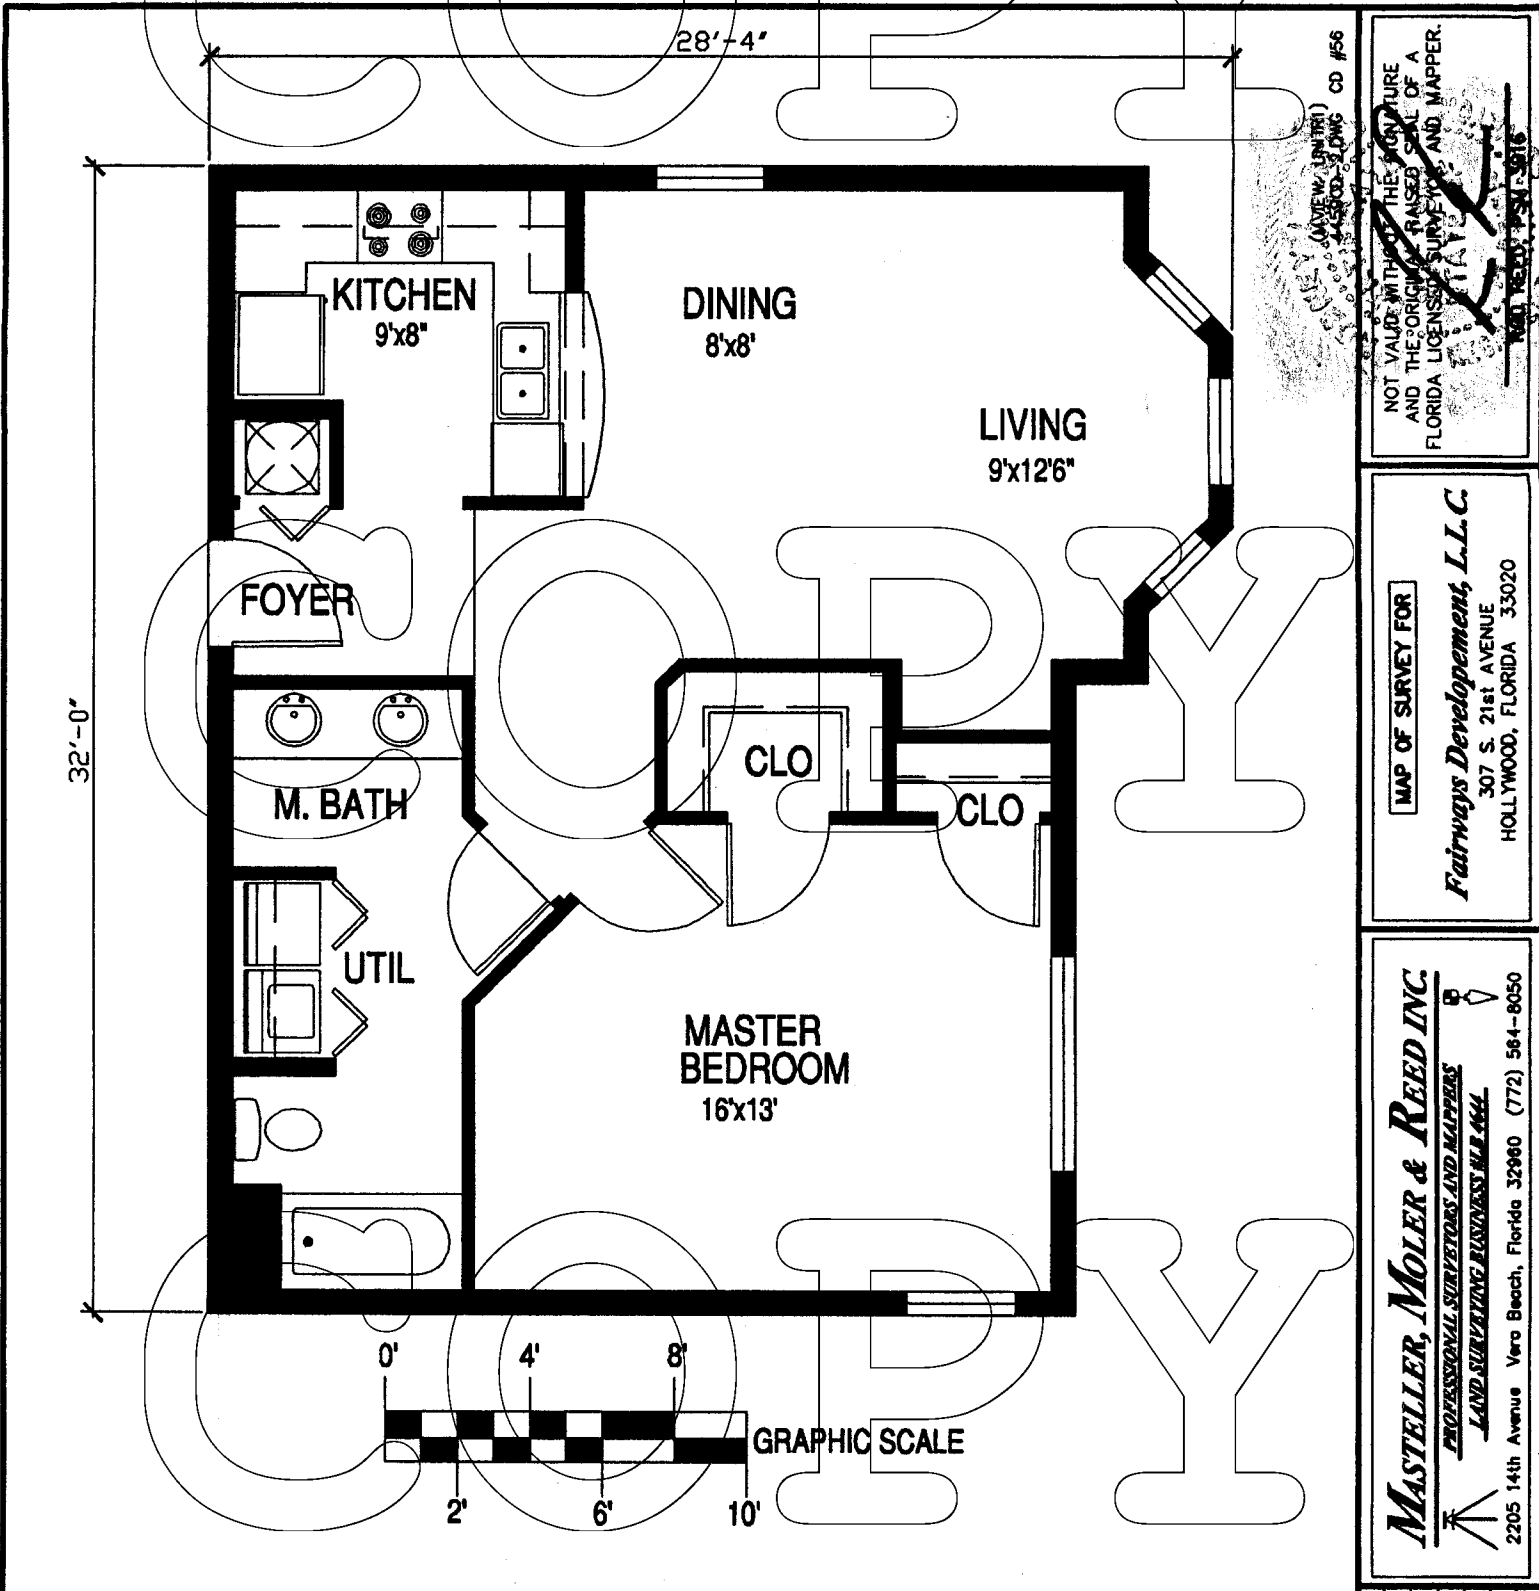 28'-4"
32'-0"
KITCHEN
9'x8"
DINING
8'x8'
LIVING
9'x12'6"
FOYER
M. BATH
CLO
CLO
UTIL
MASTER
BEDROOM
16'x13'
0'
4'
8'
GRAPHIC SCALE
2'
6'
10'
COPY
COPY
COPY
CD #56
NOT VALID WITHOUT THE SIGNATURE
AND THE ORIGINAL RAISED SEAL OF A
FLORIDA LICENSED SURVEYOR AND MAPPER.
MAP OF SURVEY FOR
Fairways Developement, L.L.C.
307 S. 21st AVENUE
HOLLYWOOD, FLORIDA 33020
MASTELLER, MOLER & REED INC.
PROFESSIONAL SURVEYORS AND MAPPERS
LAND SURVEYING BUSINESS #LB 4644
2205 14th Avenue Vero Beach, Florida 32960 (772) 564-8050